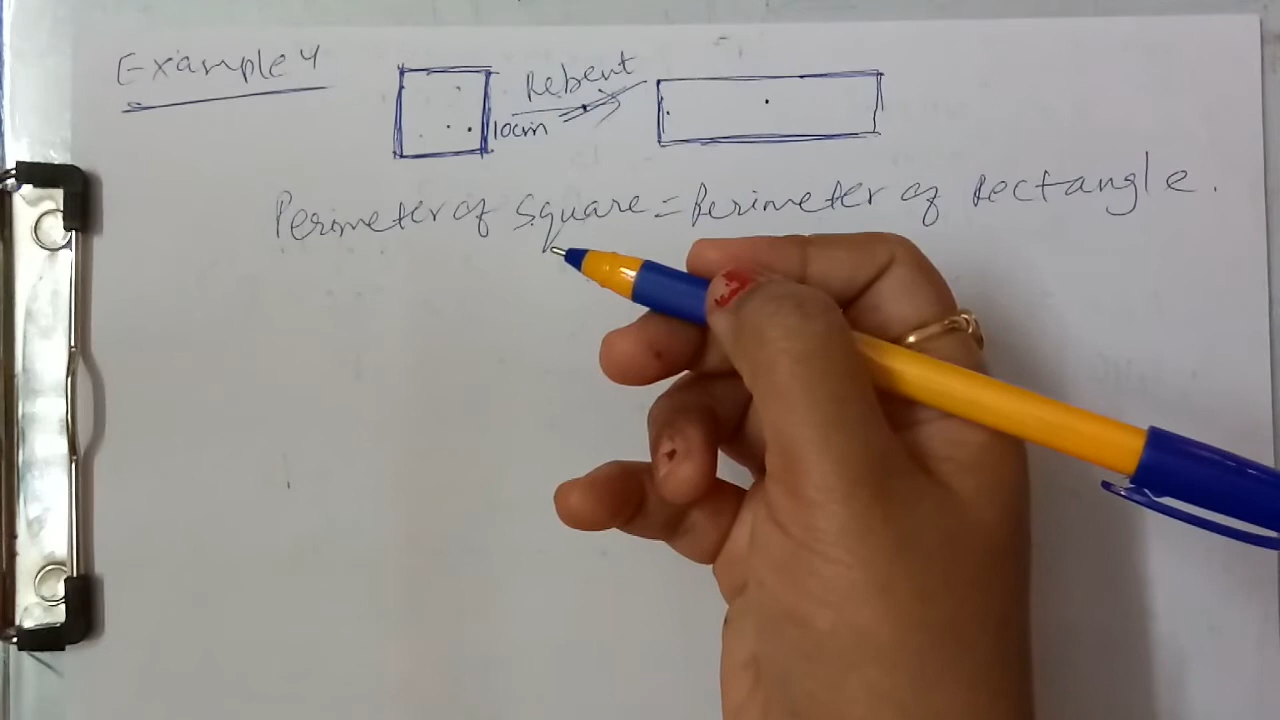 Example 4
Rebent
10cm
Perimeter of square = Perimeter of Rectangle.